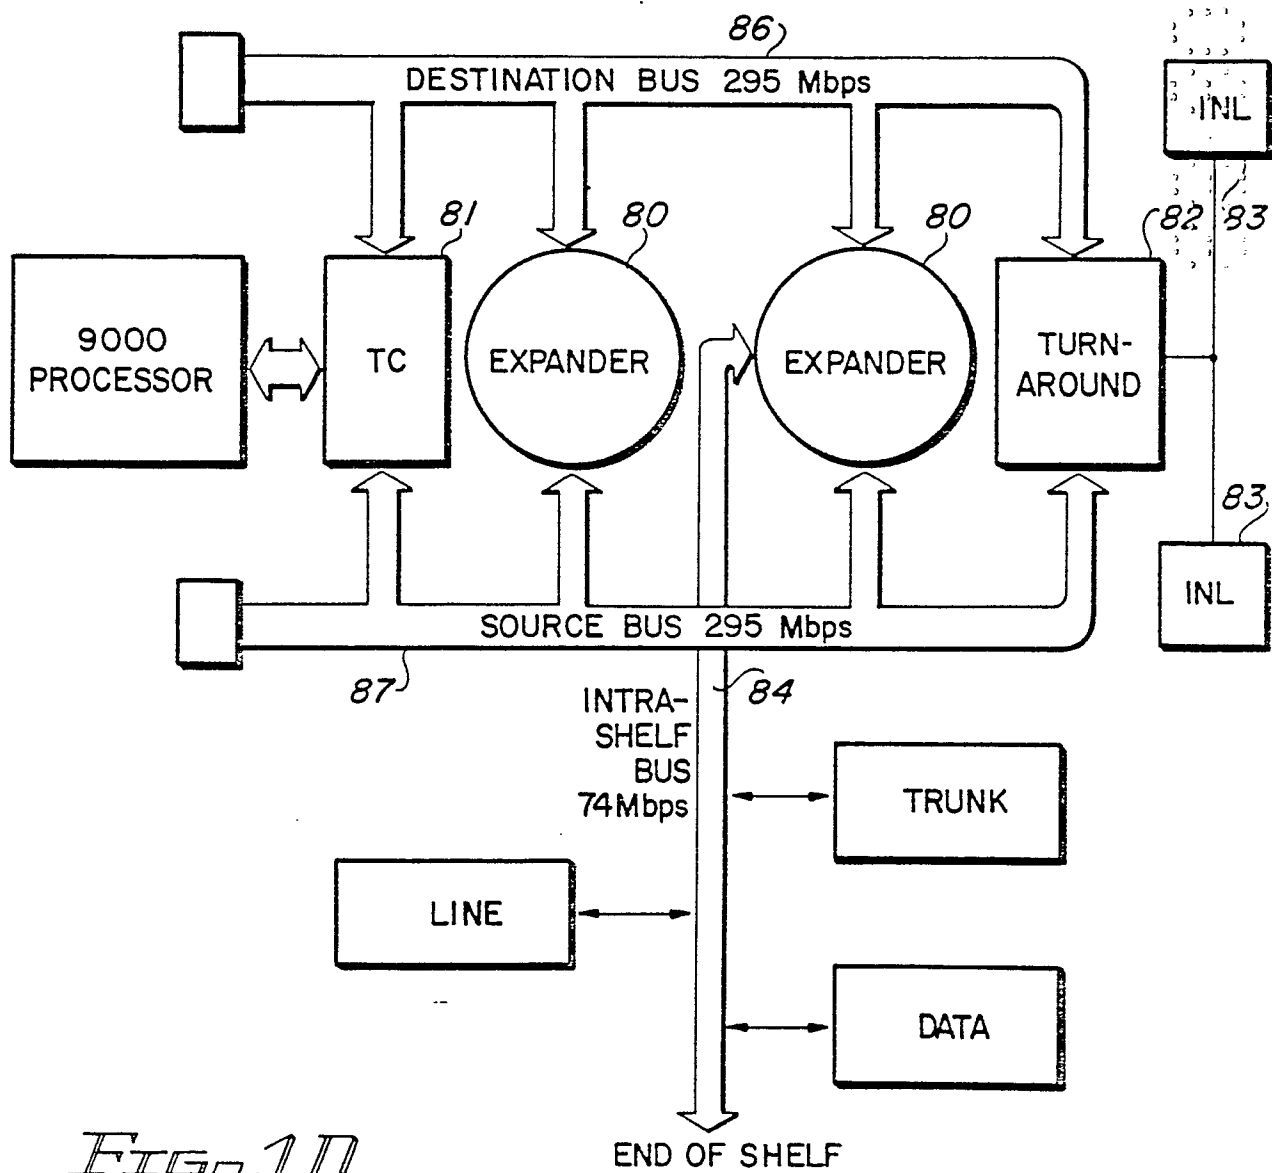 86
DESTINATION BUS 295 Mbps
INL
81
80
80
82
83
9000
PROCESSOR
TC
EXPANDER
EXPANDER
TURN-
AROUND
83
INL
SOURCE BUS 295 Mbps
87
84
INTRA-
SHELF
BUS
74Mbps
TRUNK
LINE
DATA
END OF SHELF